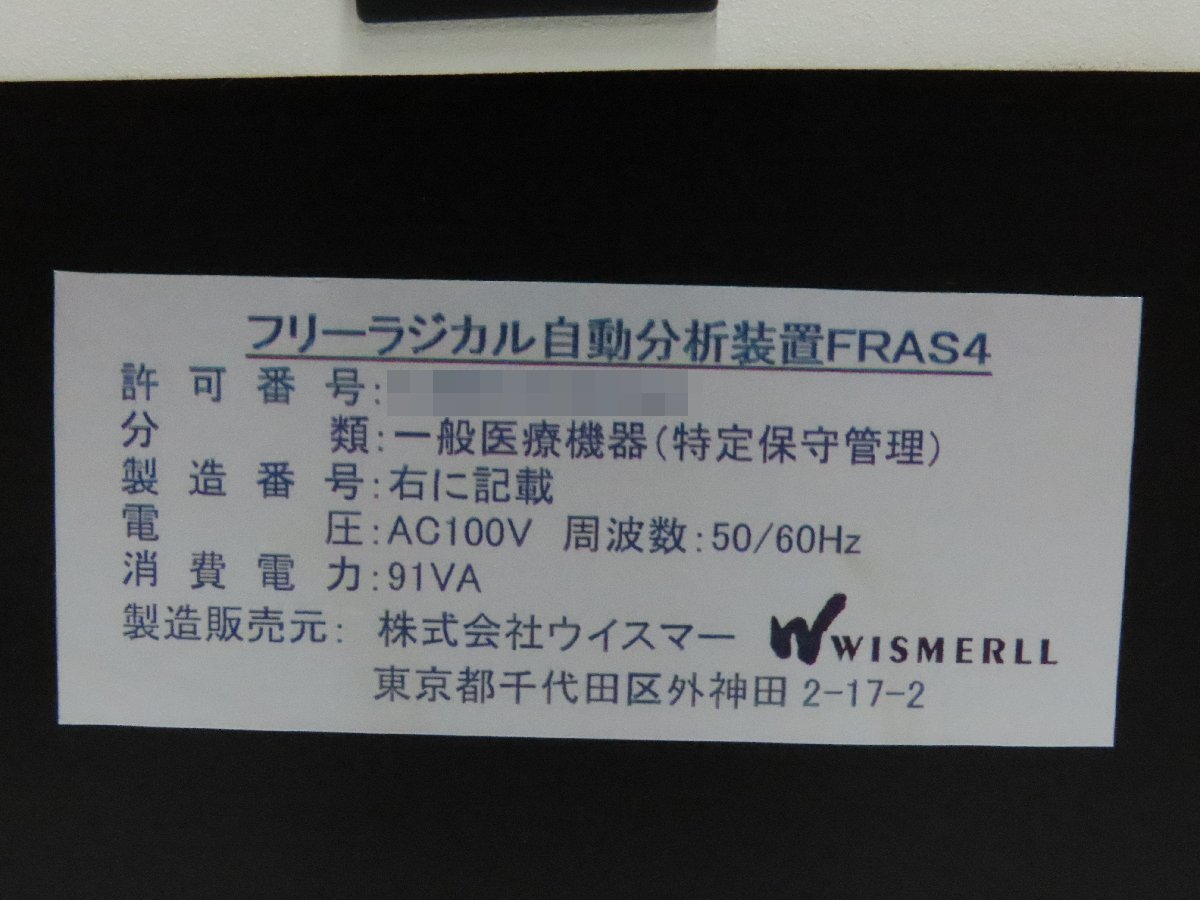 フリーラジカル自動分析装置FRAS4
許可番号:
分類:一般医療機器(特定保守管理)
製造番号:右に記載
電圧:AC100V 周波数:50/60Hz
消費電力:91VA
製造販売元: 株式会社ウイスマー WISMERLL
東京都千代田区外神田2-17-2